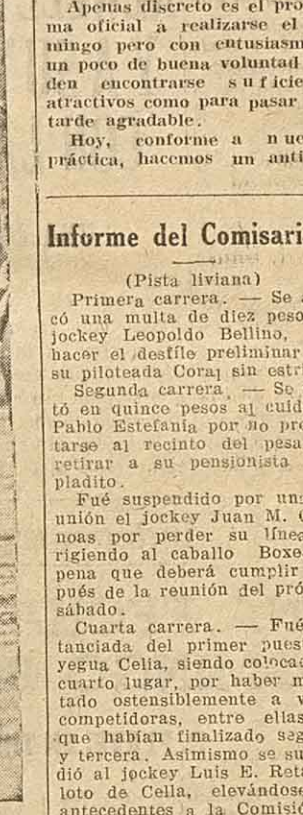 Apenas discreto es el pro
ma oficial a realizarse el
mingo pero con entusiasm
un poco de buena voluntad
den encontrarse suficie
atractivos como para pasar
tarde agradable.
Hoy, conforme a nue
práctica, hacemos un anti
Informe del Comisari
(Pista liviana)
Primera carrera. — Se
có una multa de diez peso
jockey Leopoldo Bellino,
hacer el desfile preliminar
su piloteada Coraj sin estr
Segunda carrera. — Se
tó en quince pesos al cuid
Pablo Estefanía por no pre
tarse al recinto del pesa
retirar a su pensionista
pladito.
Fué suspendido por un
unión el jockey Juan M.
noas por perder su líne
rigiendo al caballo Boxe
pena que deberá cumplir
pués de la reunión del pró
sábado.
Cuarta carrera. — Fué
tanciada del primer pues
yegua Celia, siendo coloca
cuarto lugar, por haber m
tado ostensiblemente a v
competidoras, entre ellas
que habían finalizado seg
y tercera. Asimismo se su
dió al jockey Luis E. Reta
loto de Celia, elevándose
antecedentes a la Comisió